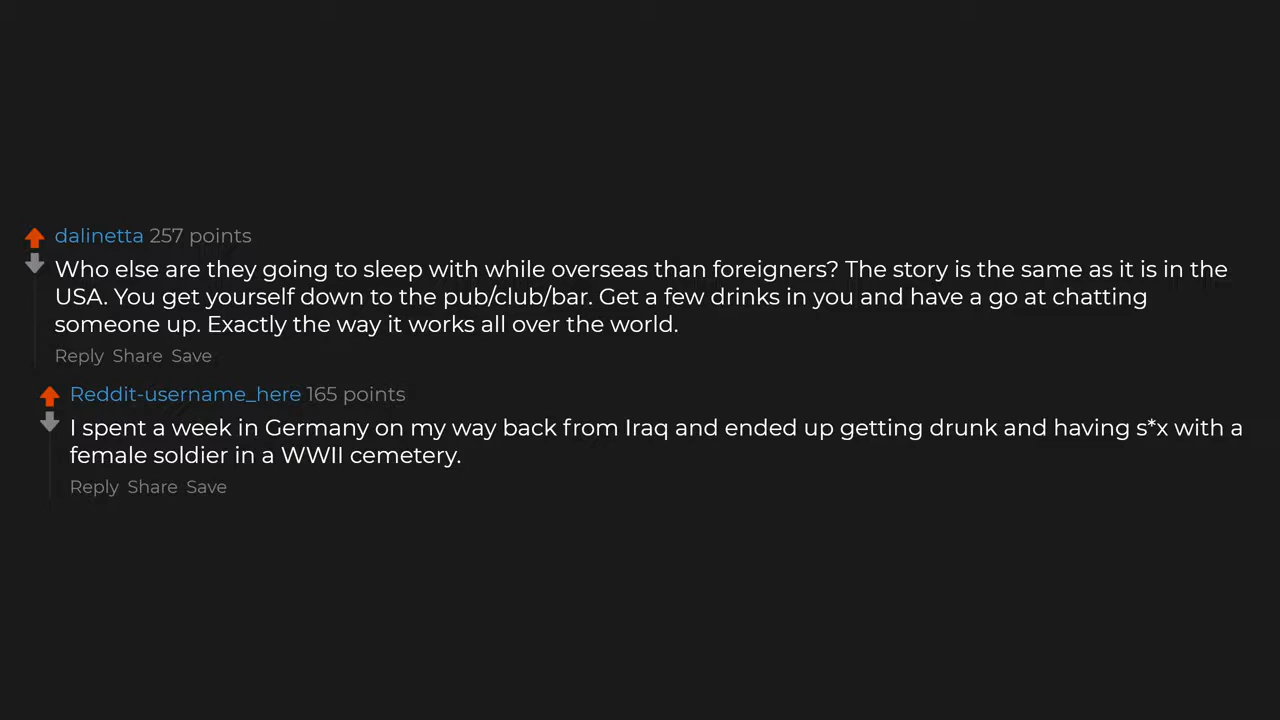 dalinetta 257 points
Who else are they going to sleep with while overseas than foreigners? The story is the same as it is in the
USA. You get yourself down to the pub/club/bar. Get a few drinks in you and have a go at chatting
someone up. Exactly the way it works all over the world.
Reply Share Save
Reddit-username_here 165 points
I spent a week in Germany on my way back from Iraq and ended up getting drunk and having s*x with a
female soldier in a WWII cemetery.
Reply Share Save